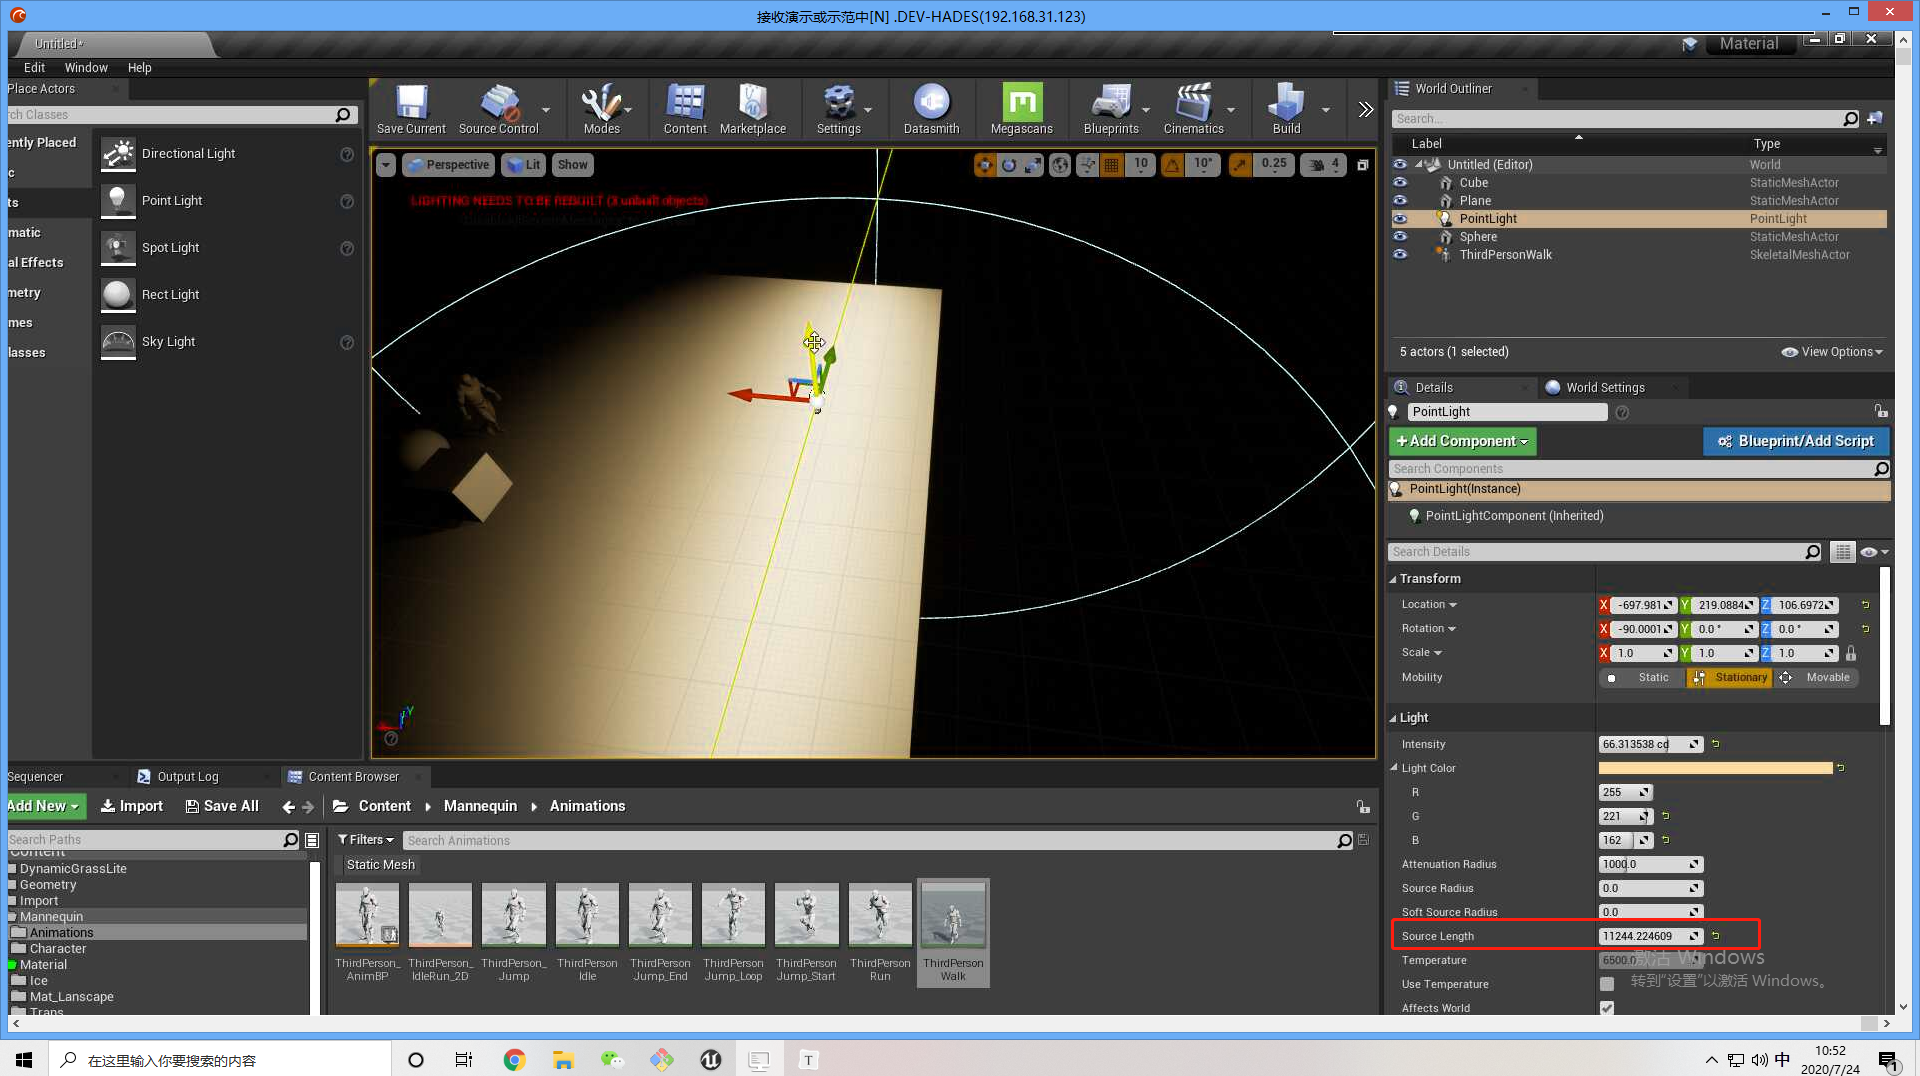 接收演示或示范中[N] .DEV-HADES(192.168.31.123)
Untitled*
Material
Edit Window Help
Place Actors
rch Classes
ently Placed
c
ts
matic
al Effects
metry
mes
lasses
Directional Light
Point Light
Spot Light
Rect Light
Sky Light
Save Current
Source Control
Modes
Content
Marketplace
Settings
Datasmith
Megascans
Blueprints
Cinematics
Build
Perspective
Lit
Show
10
10°
0.25
4
LIGHTING NEEDS TO BE REBUILT (3 unbuilt objects)
World Outliner
Search...
Label Type
Untitled (Editor) World
Cube StaticMeshActor
Plane StaticMeshActor
PointLight PointLight
Sphere StaticMeshActor
ThirdPersonWalk SkeletalMeshActor
5 actors (1 selected)
View Options
Details
World Settings
PointLight
+Add Component
Blueprint/Add Script
Search Components
PointLight(Instance)
PointLightComponent (Inherited)
Search Details
Transform
Location X -697.981 Y 219.0884 Z 106.6972
Rotation X -90.0001 Y 0.0 ° Z 0.0 °
Scale X 1.0 Y 1.0 Z 1.0
Mobility Static Stationary Movable
Light
Intensity 66.313538 cd
Light Color
R 255
G 221
B 162
Attenuation Radius 1000.0
Source Radius 0.0
Soft Source Radius 0.0
Source Length 11244.224609
Temperature 6500.0
Use Temperature
Affects World
激活 Windows
转到"设置"以激活 Windows。
Sequencer
Output Log
Content Browser
Add New
Import
Save All
Content
Mannequin
Animations
Search Paths
Filters
Search Animations
Static Mesh
Content
DynamicGrassLite
Geometry
Import
Mannequin
Animations
Character
Material
Ice
Mat_Lanscape
Trans
ThirdPerson_
AnimBP
ThirdPerson_
IdleRun_2D
ThirdPerson_
Jump
ThirdPerson
Idle
ThirdPerson
Jump_End
ThirdPerson
Jump_Loop
ThirdPerson
Jump_Start
ThirdPerson
Run
ThirdPerson
Walk
在这里输入你要搜索的内容
T
中
10:52
2020/7/24
1